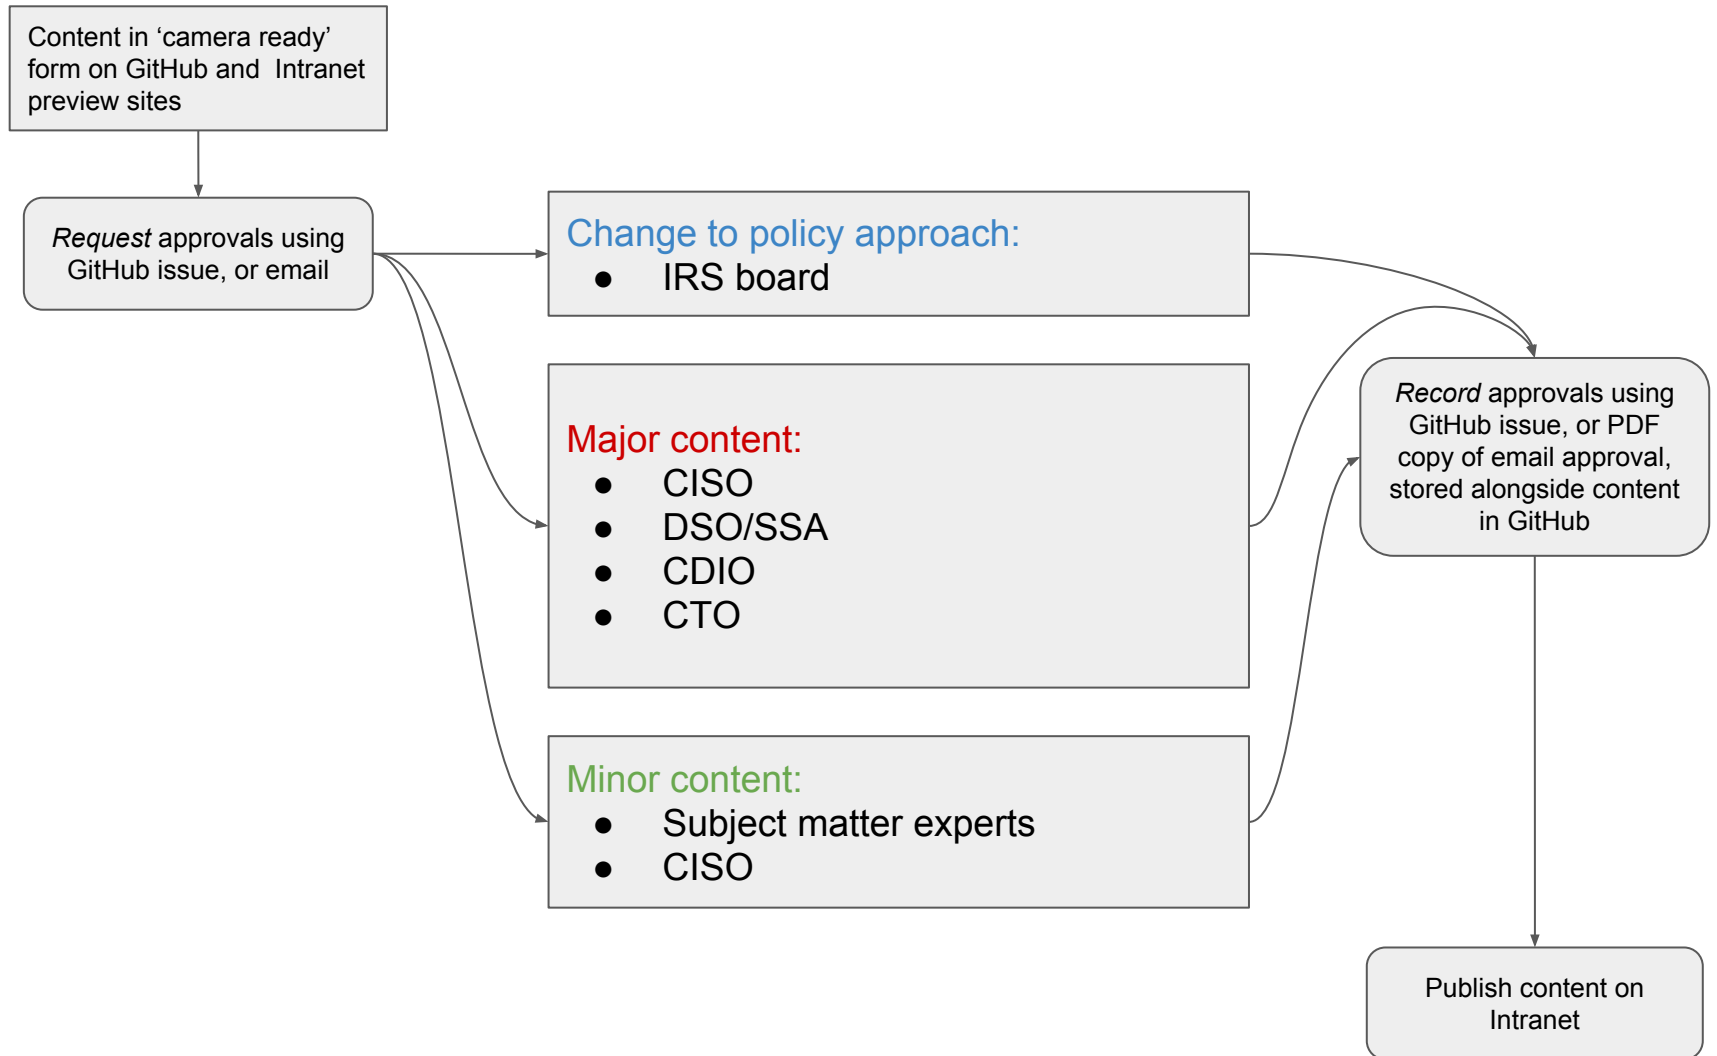 Content in ‘camera ready’
form on GitHub and Intranet
preview sites
Request approvals using
GitHub issue, or email
Change to policy approach:
● IRS board
Major content:
● CISO
● DSO/SSA
● CDIO
● CTO
Minor content:
● Subject matter experts
● CISO
Record approvals using
GitHub issue, or PDF
copy of email approval,
stored alongside content
in GitHub
Publish content on
Intranet